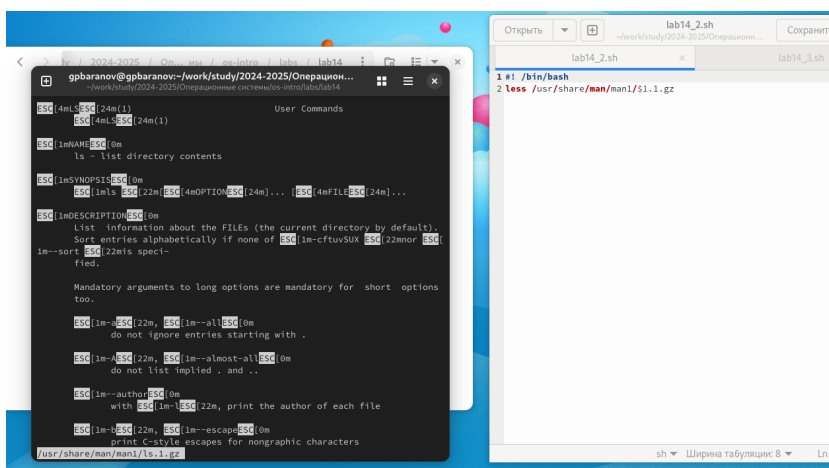 lv / 2024-2025 / Оп... мы / os-intro / labs / lab14
gpbaranov@gpbaranov:~/work/study/2024-2025/Операцион...
~/work/study/2024-2025/Операционные системы/os-intro/labs/lab14
ESC[4mLSESC[24m(1) User Commands
ESC[4mLSESC[24m(1)
ESC[1mNAMEESC[0m
ls - list directory contents
ESC[1mSYNOPSISESC[0m
ESC[1mls ESC[22m[ESC[4mOPTIONESC[24m]... [ESC[4mFILEESC[24m]...
ESC[1mDESCRIPTIONESC[0m
List information about the FILEs (the current directory by default).
Sort entries alphabetically if none of ESC[1m-cftuvSUX ESC[22mnor ESC[
1m--sort ESC[22mis speci-
fied.
Mandatory arguments to long options are mandatory for short options
too.
ESC[1m-aESC[22m, ESC[1m--allESC[0m
do not ignore entries starting with .
ESC[1m-AESC[22m, ESC[1m--almost-allESC[0m
do not list implied . and ..
ESC[1m--authorESC[0m
with ESC[1m-lESC[22m, print the author of each file
ESC[1m-bESC[22m, ESC[1m--escapeESC[0m
print C-style escapes for nongraphic characters
/usr/share/man/man1/ls.1.gz
Открыть
lab14_2.sh
~/work/study/2024-2025/Операционн...
Сохранит
lab14_2.sh
lab14_3.sh
1 #! /bin/bash
2 less /usr/share/man/man1/$1.1.gz
sh Ширина табуляции: 8 Ln